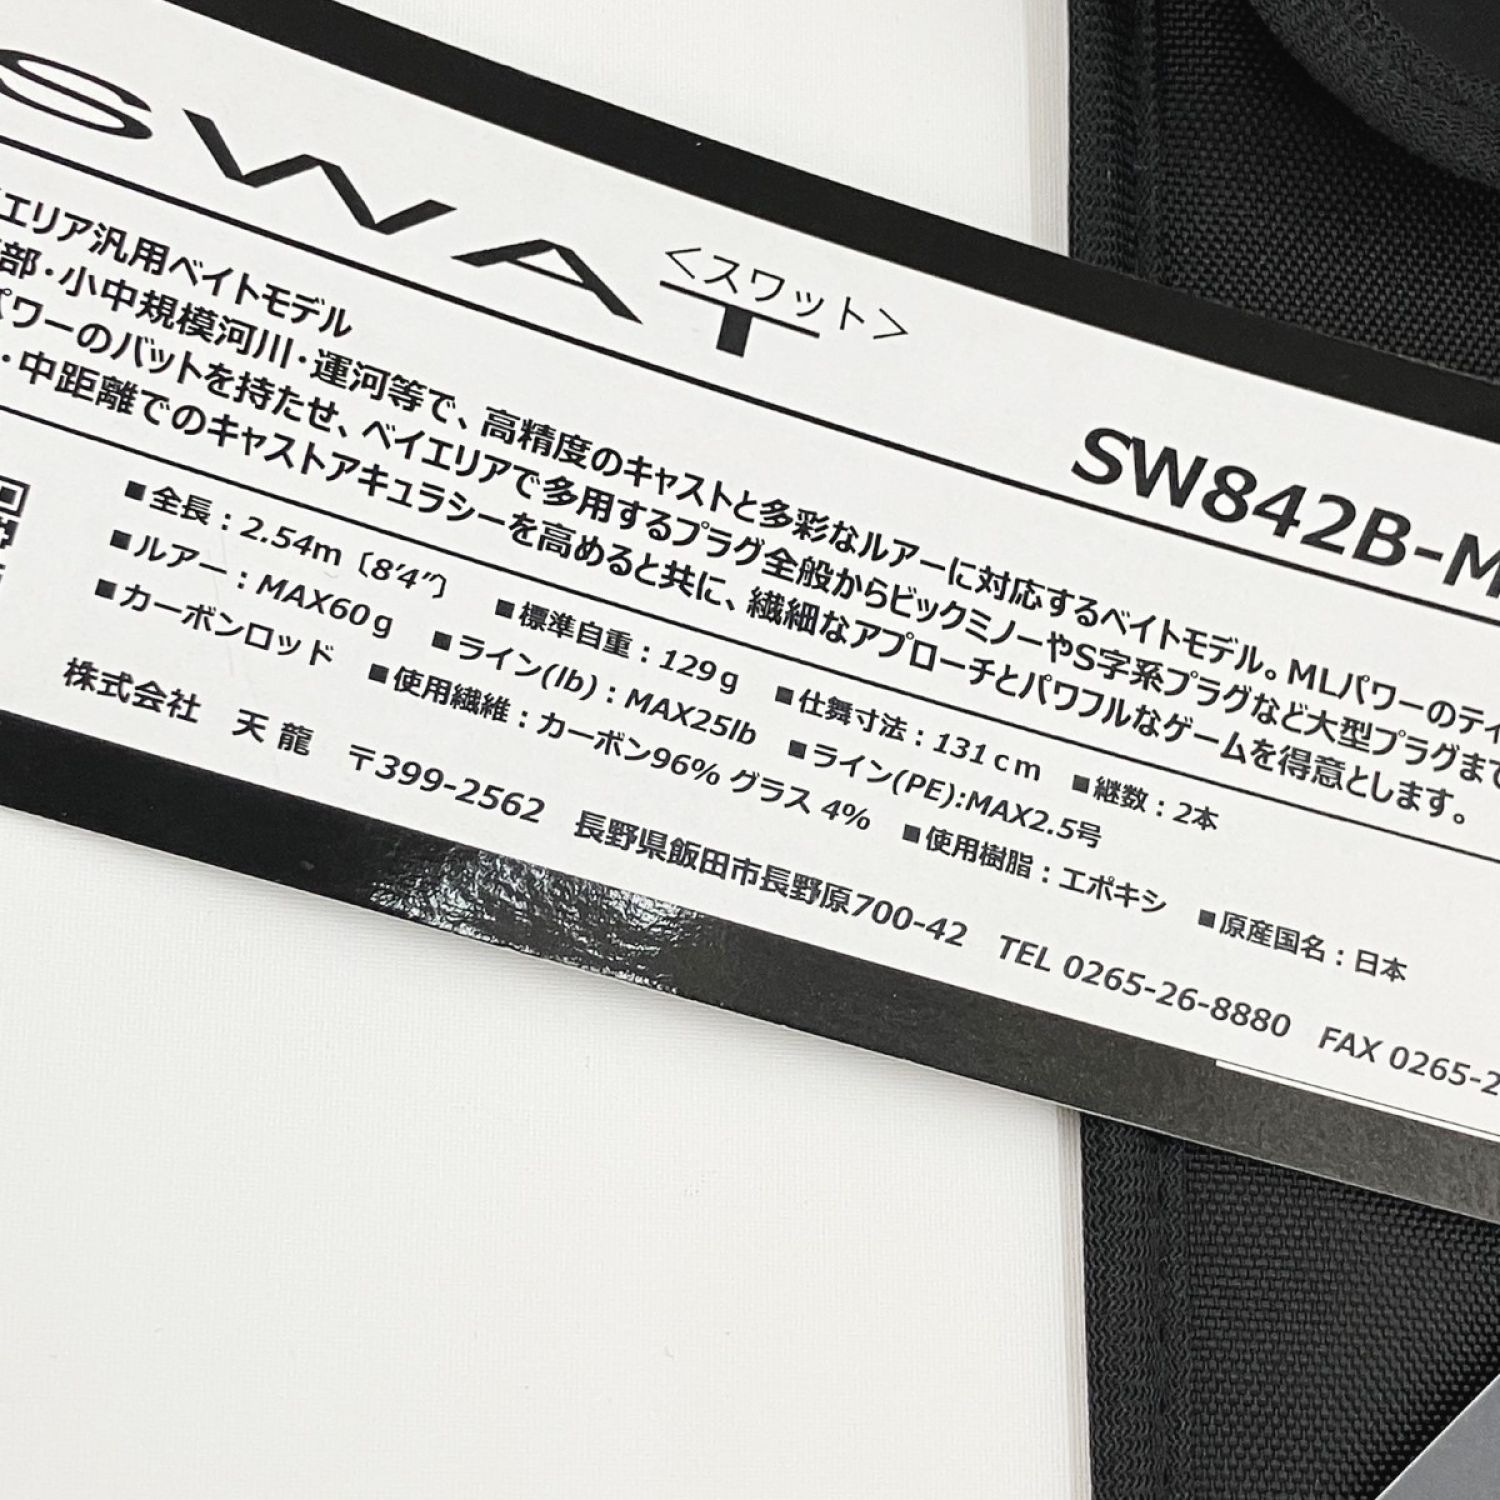 SWAT
<スワット>
SW842B-M
イエリア汎用ベイトモデル
部・小中規模河川・運河等で、高精度のキャストと多彩なルアーに対応するベイトモデル。MLパワーのティ
パワーのバットを持たせ、ベイエリアで多用するプラグ全般からビックミノーやS字系プラグなど大型プラグまで
・中距離でのキャストアキュラシーを高めると共に、繊細なアプローチとパワフルなゲームを得意とします。
■全長：2.54m〔8'4"〕 ■標準自重：129g ■仕舞寸法：131cm ■継数：2本
■ルアー：MAX60g ■ライン(lb)：MAX25lb ■ライン(PE):MAX2.5号
■カーボンロッド ■使用繊維：カーボン96% グラス 4% ■使用樹脂：エポキシ ■原産国名：日本
株式会社 天龍 〒399-2562 長野県飯田市長野原700-42 TEL 0265-26-8880 FAX 0265-2